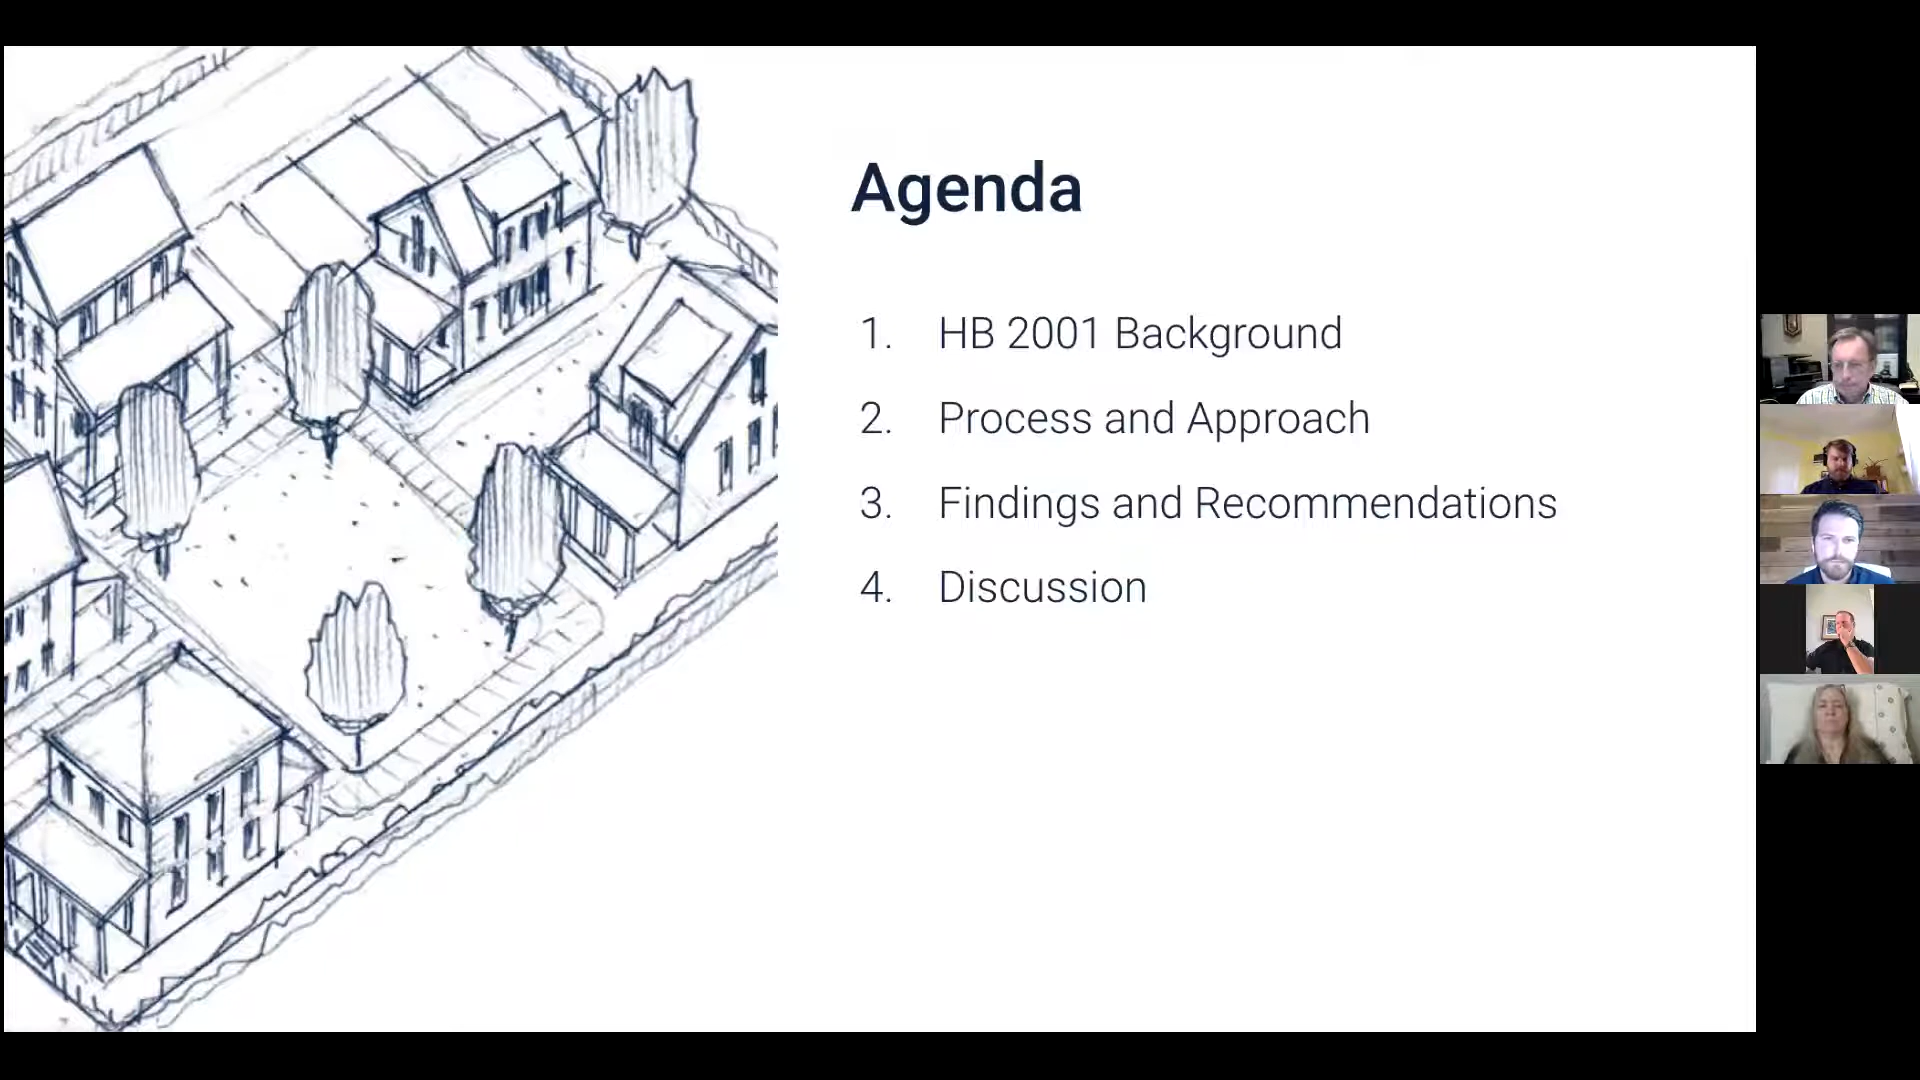 Agenda
1. HB 2001 Background
2. Process and Approach
3. Findings and Recommendations
4. Discussion